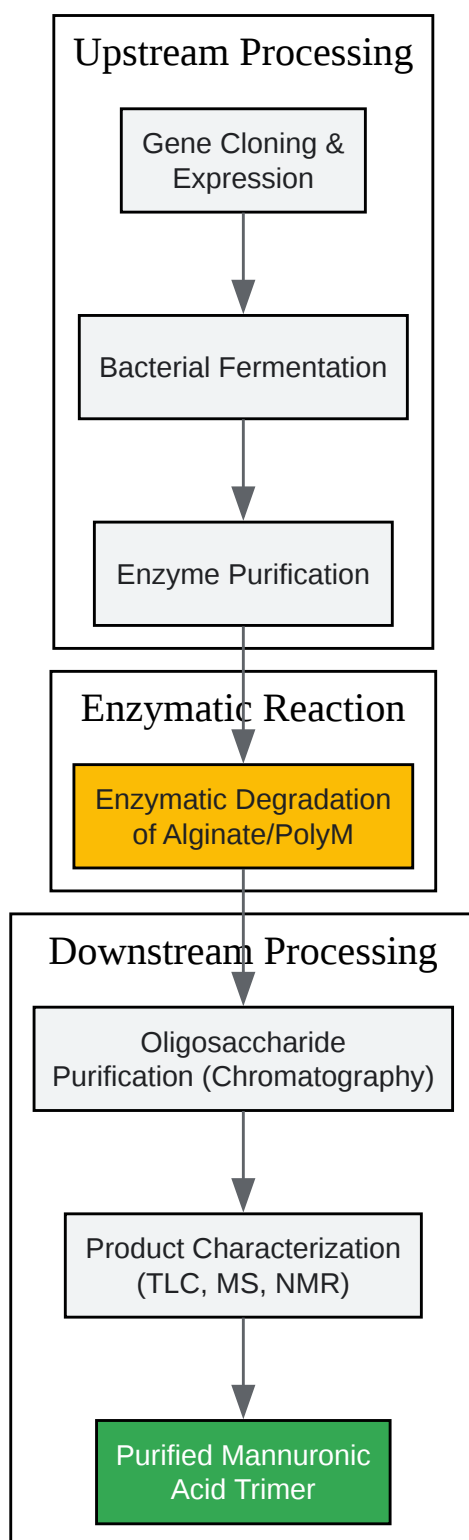 Upstream Processing
Gene Cloning &
Expression
Bacterial Fermentation
Enzyme Purification
Enzymatic Reaction
Enzymatic Degradation
of Alginate/PolyM
Downstream Processing
Oligosaccharide
Purification (Chromatography)
Product Characterization
(TLC, MS, NMR)
Purified Mannuronic
Acid Trimer